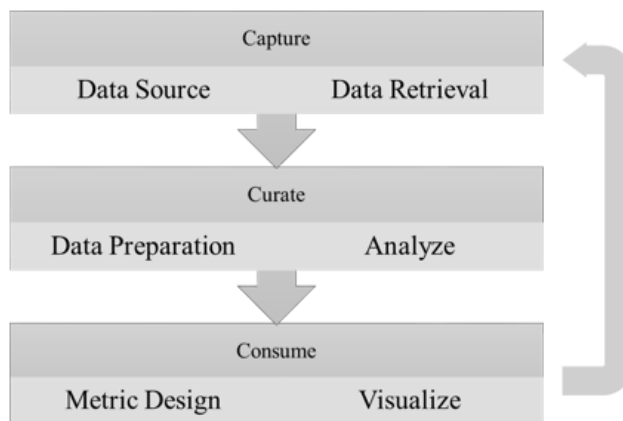 Capture
Data Source Data Retrieval
Curate
Data Preparation Analyze
Consume
Metric Design Visualize